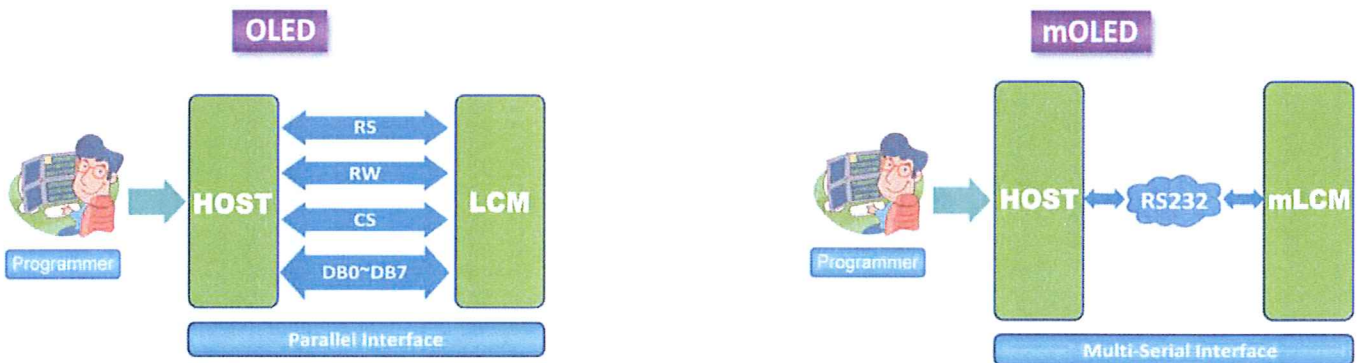 OLED
Programmer
HOST
RS
RW
CS
DB0~DB7
LCM
Parallel Interface
mOLED
Programmer
HOST
RS232
mLCM
Multi-Serial Interface